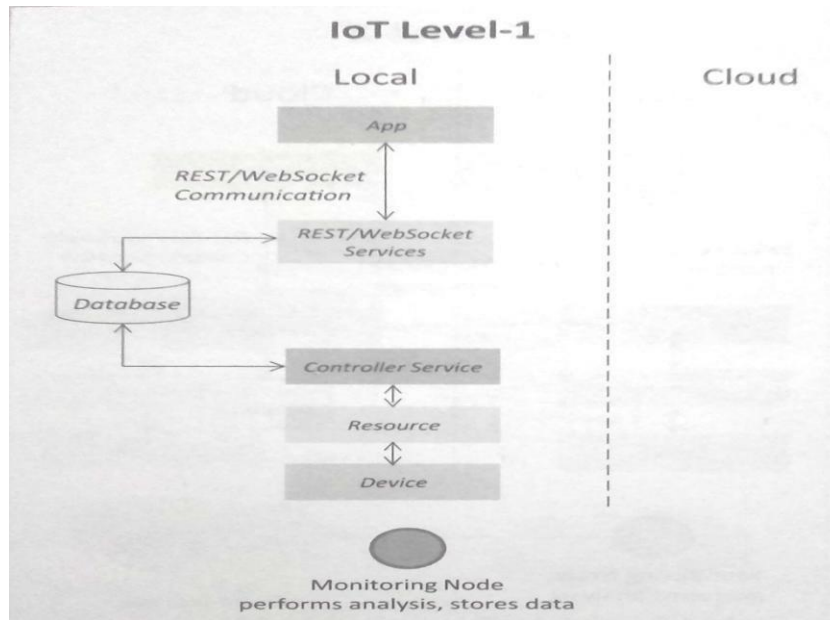 IoT Level-1
Local
Cloud
App
REST/WebSocket
Communication
REST/WebSocket
Services
Database
Controller Service
Resource
Device
Monitoring Node
performs analysis, stores data